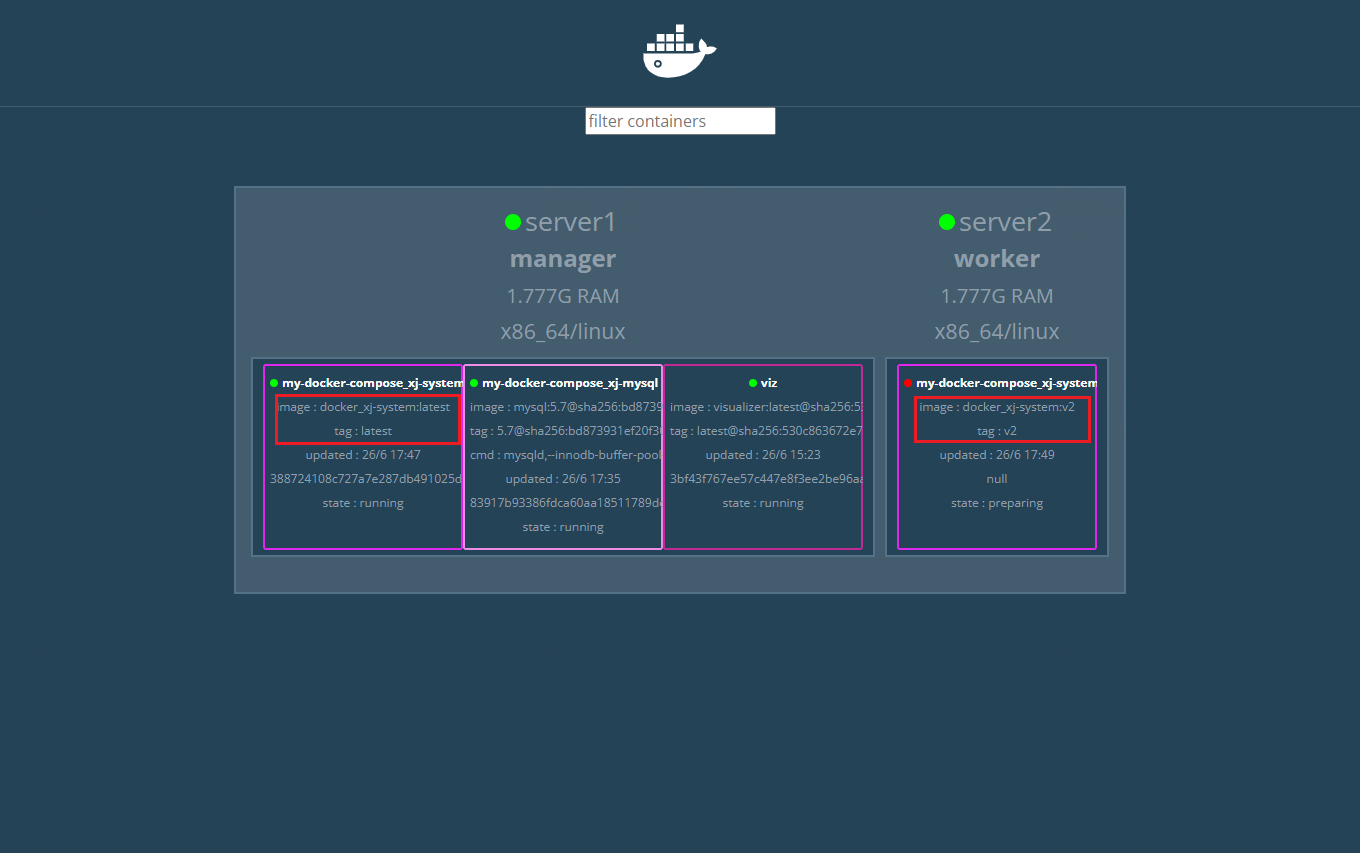 filter containers
server1
manager
1.777G RAM
x86_64/linux
my-docker-compose_xj-system
image : docker_xj-system:latest
tag : latest
updated : 26/6 17:47
388724108c727a7e287db491025d
state : running
my-docker-compose_xj-mysql
image : mysql:5.7@sha256:bd8739
tag : 5.7@sha256:bd873931ef20f3
cmd : mysqld,--innodb-buffer-pool
updated : 26/6 17:35
83917b93386fdca60aa18511789d
state : running
viz
image : visualizer:latest@sha256:5
tag : latest@sha256:530c863672e7
updated : 26/6 15:23
3bf43f767ee57c447e8f3ee2be96aa
state : running
server2
worker
1.777G RAM
x86_64/linux
my-docker-compose_xj-system
image : docker_xj-system:v2
tag : v2
updated : 26/6 17:49
null
state : preparing